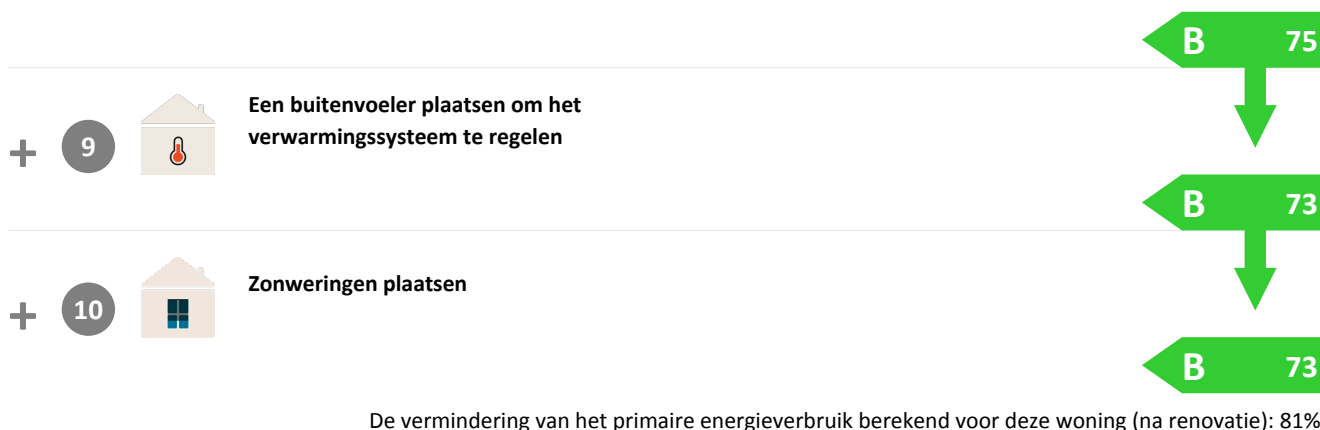 B 75
Een buitenvoeler plaatsen om het
verwarmingssysteem te regelen
+ 9
B 73
Zonweringen plaatsen
+ 10
B 73
De vermindering van het primaire energieverbruik berekend voor deze woning (na renovatie): 81%